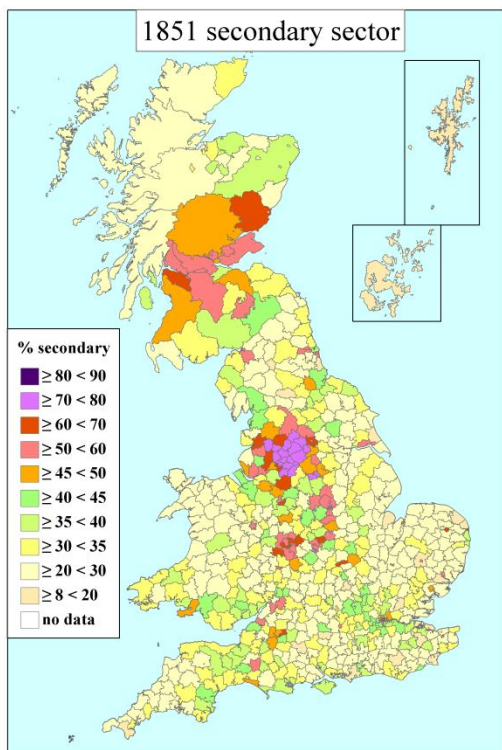 1851 secondary sector
% secondary
≥ 80 < 90
≥ 70 < 80
≥ 60 < 70
≥ 50 < 60
≥ 45 < 50
≥ 40 < 45
≥ 35 < 40
≥ 30 < 35
≥ 20 < 30
≥ 8 < 20
no data